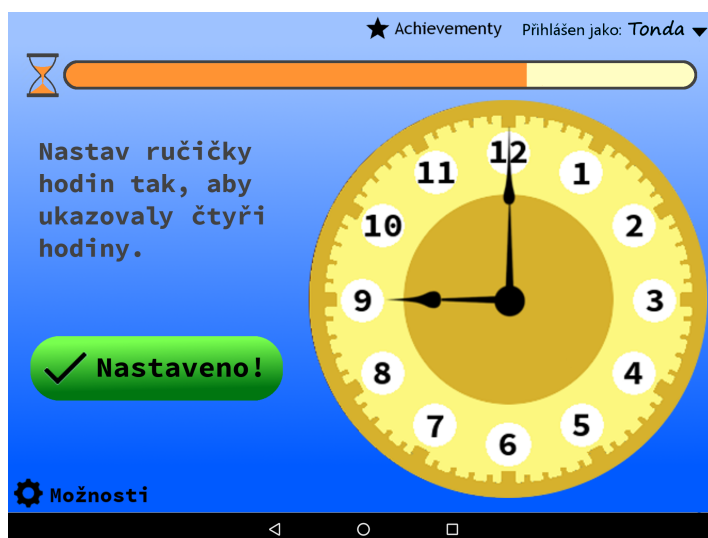 Achievementy
Přihlášen jako: Tonda
Nastav ručičky
hodin tak, aby
ukazovaly čtyři
hodiny.
Nastaveno!
12
1
2
3
4
5
6
7
8
9
10
11
Možnosti